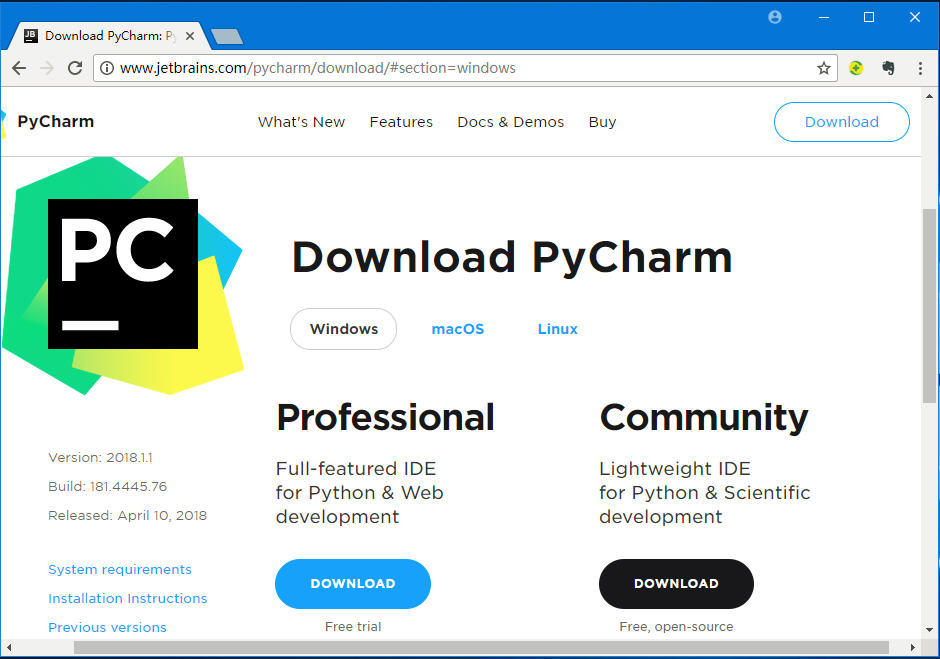 JB
Download PyCharm: Py
www.jetbrains.com/pycharm/download/#section=windows
PyCharm
What's New
Features
Docs & Demos
Buy
Download
PC
Download PyCharm
Windows
macOS
Linux
Version: 2018.1.1
Build: 181.4445.76
Released: April 10, 2018
System requirements
Installation Instructions
Previous versions
Professional
Full-featured IDE
for Python & Web
development
DOWNLOAD
Free trial
Community
Lightweight IDE
for Python & Scientific
development
DOWNLOAD
Free, open-source